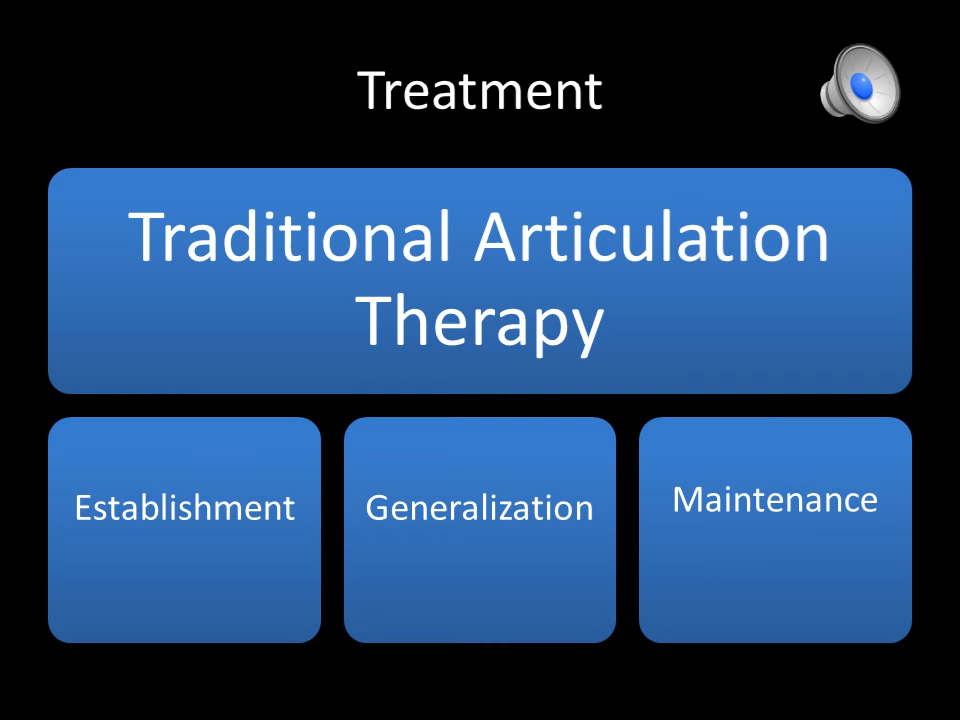 Treatment
Traditional Articulation
Therapy
Establishment
Generalization
Maintenance